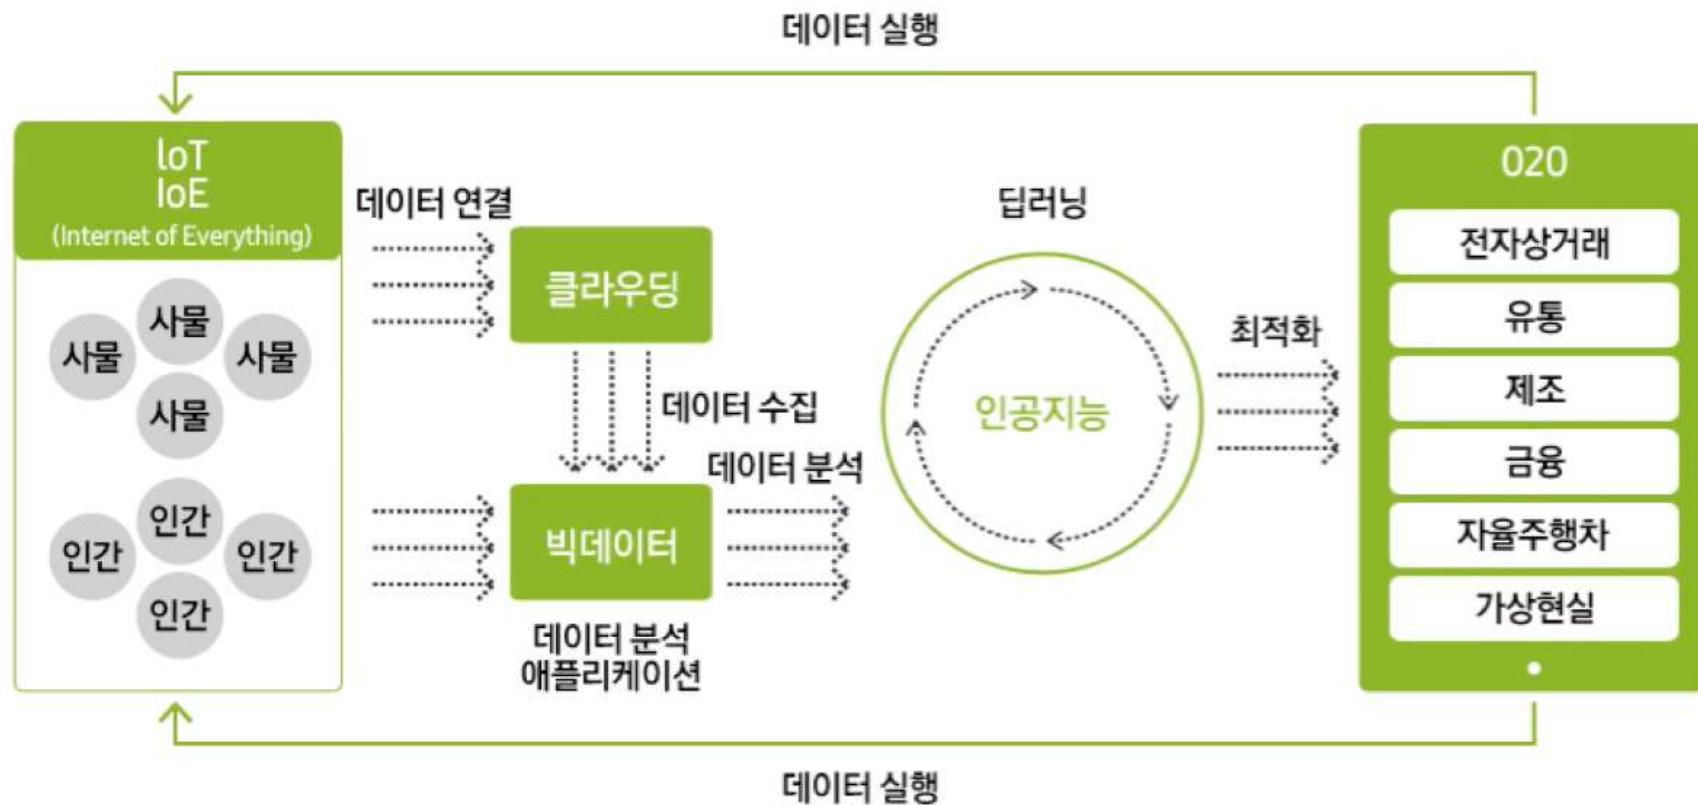 데이터 실행
loT
IoE
(Internet of Everything)
사물
사물
사물
사물
인간
인간
인간
인간
데이터 연결
클라우딩
데이터 수집
빅데이터
데이터 분석
애플리케이션
데이터 분석
딥러닝
인공지능
최적화
O2O
전자상거래
유통
제조
금융
자율주행차
가상현실
데이터 실행